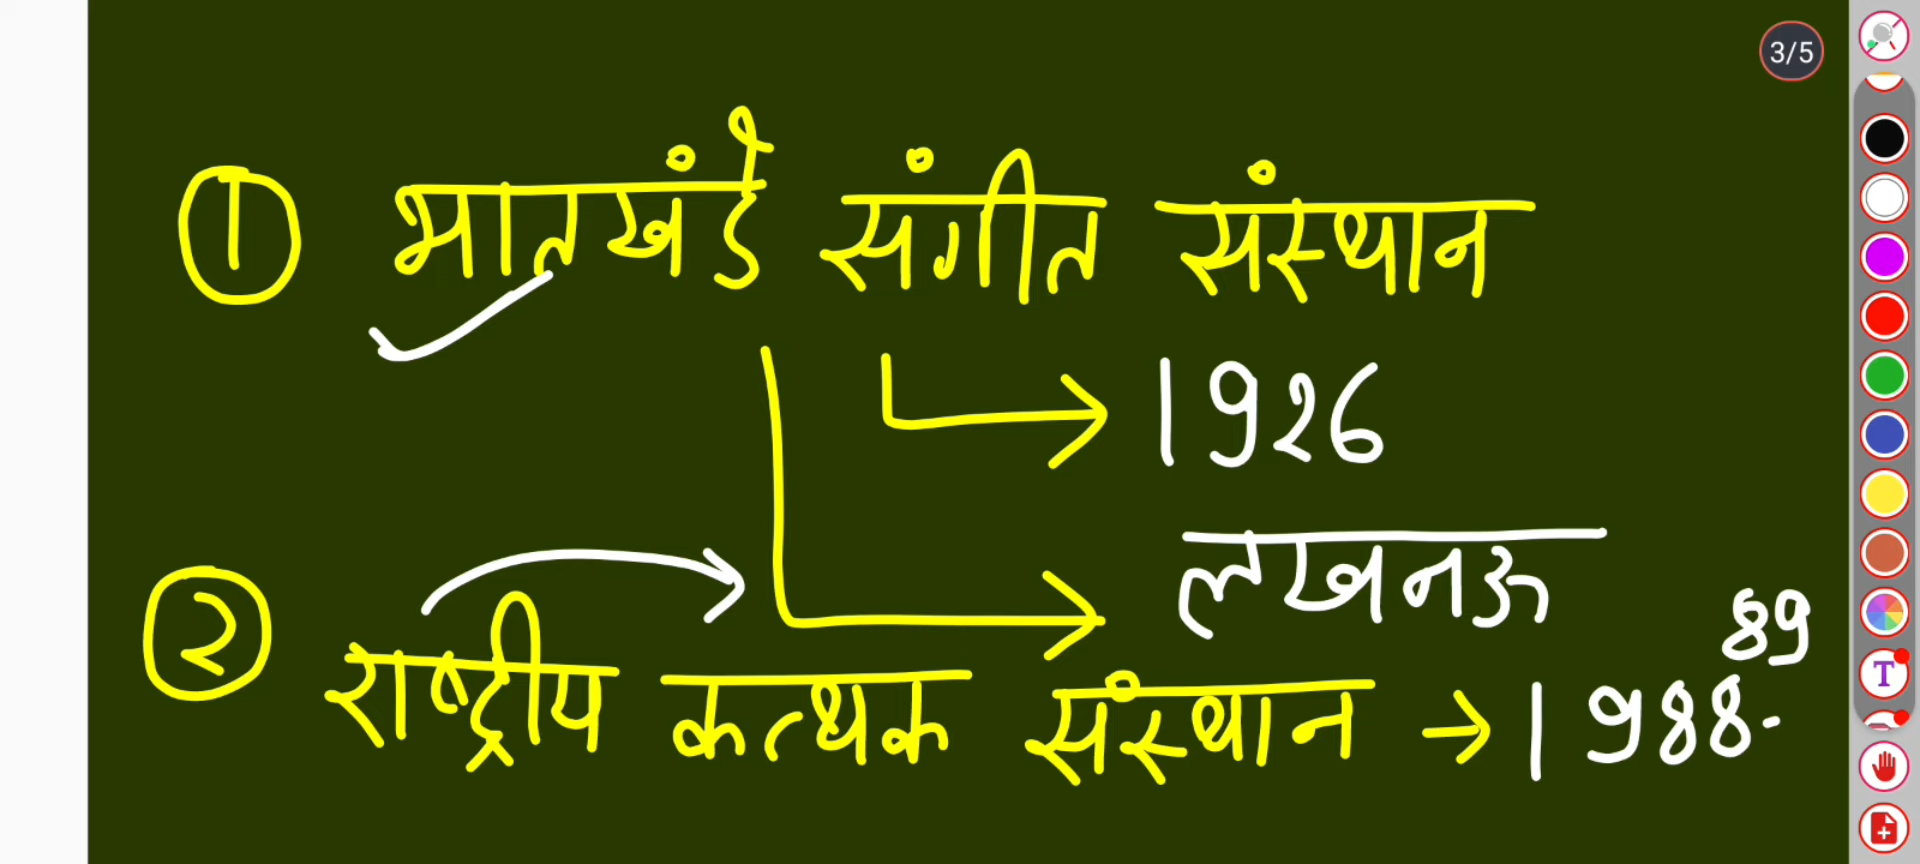 3/5
① भातखंडे संगीत संस्थान
1926
लखनऊ
89
② राष्ट्रीय कत्थक संस्थान → 1988-
T